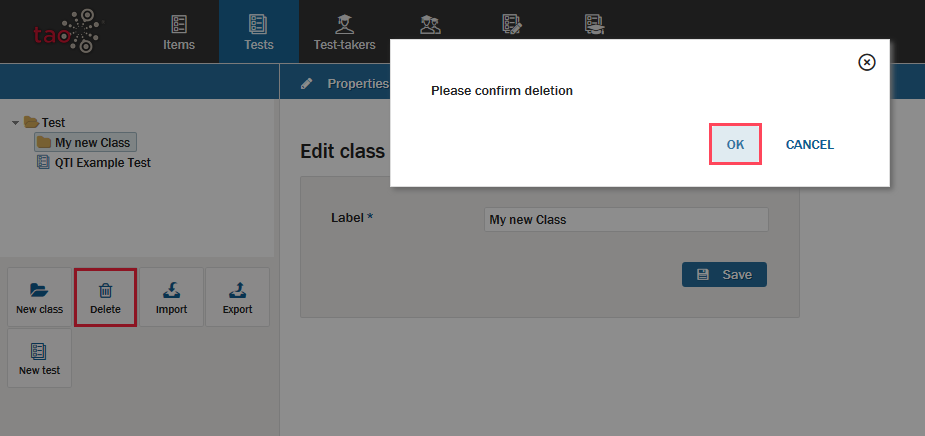 tao
Items
Tests
Test-takers
Properties
Please confirm deletion
OK
CANCEL
Test
My new Class
QTI Example Test
Edit class
Label *
My new Class
Save
New class
Delete
Import
Export
New test